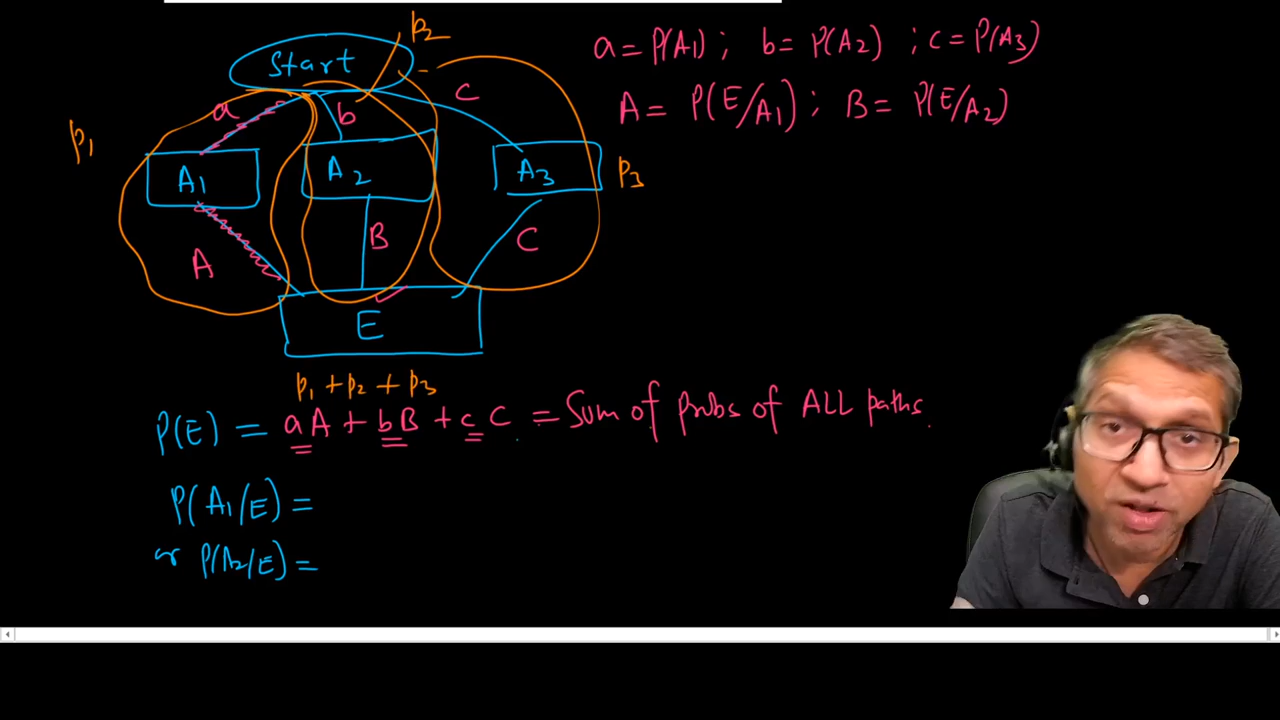 Start
p2
a = P(A1) ; b = P(A2) ; c = P(A3)
A = P(E/A1) ; B = P(E/A2)
a
b
c
p1
A1
A2
A3
p3
A
B
C
E
p1 + p2 + p3
P(E) = aA + bB + cC = Sum of probs of ALL paths.
P(A1/E) =
or P(A2/E) =